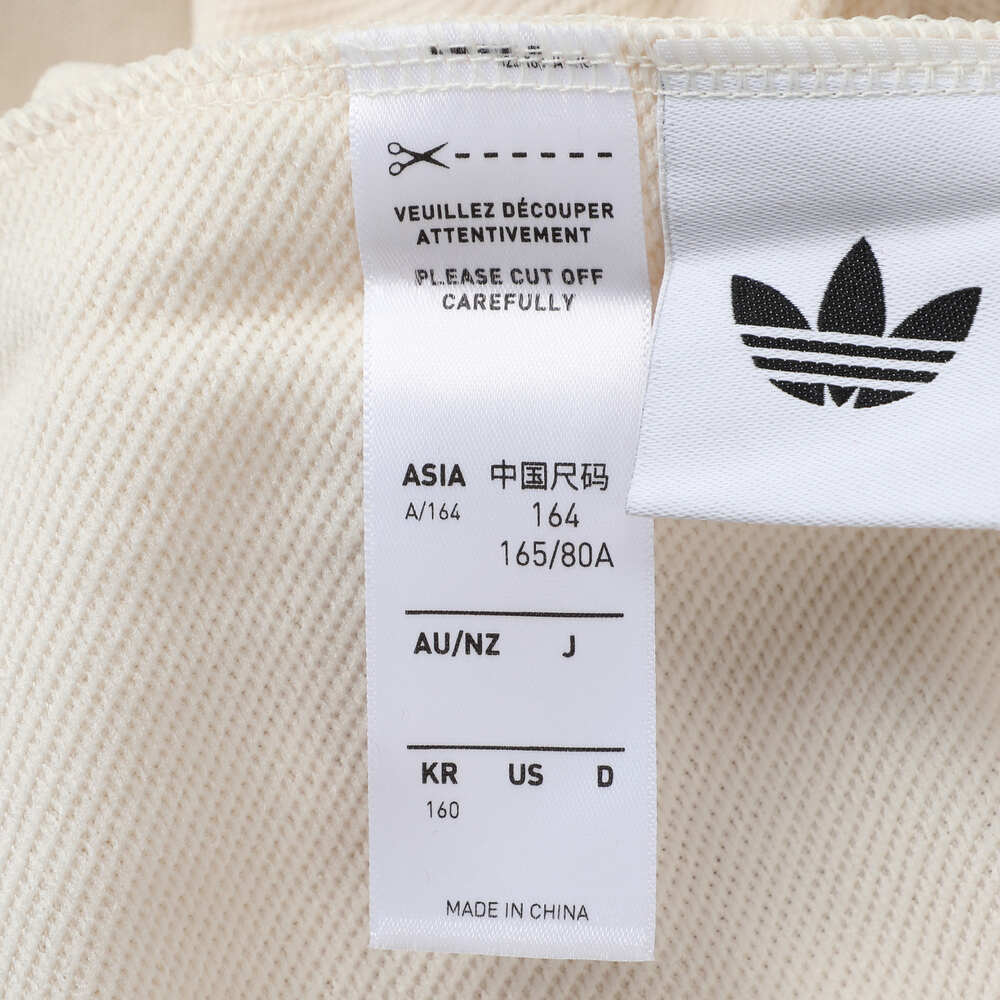 VEUILLEZ DÉCOUPER
ATTENTIVEMENT
PLEASE CUT OFF
CAREFULLY
ASIA 中国尺码
A/164 164
165/80A
AU/NZ J
KR US D
160
MADE IN CHINA